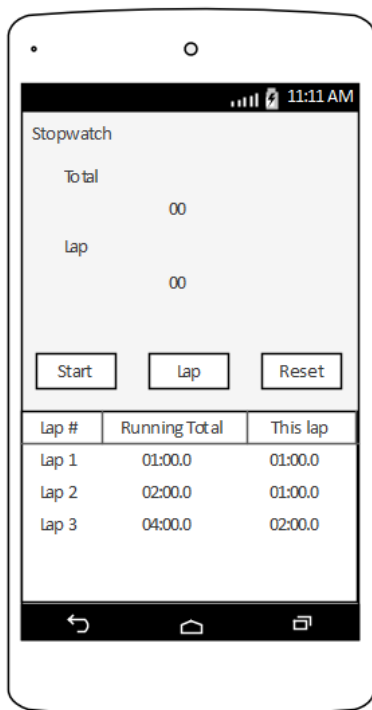 11:11 AM
Stopwatch
Total
00
Lap
00
Start Lap Reset
Lap # Running Total This lap
Lap 1 01:00.0 01:00.0
Lap 2 02:00.0 01:00.0
Lap 3 04:00.0 02:00.0